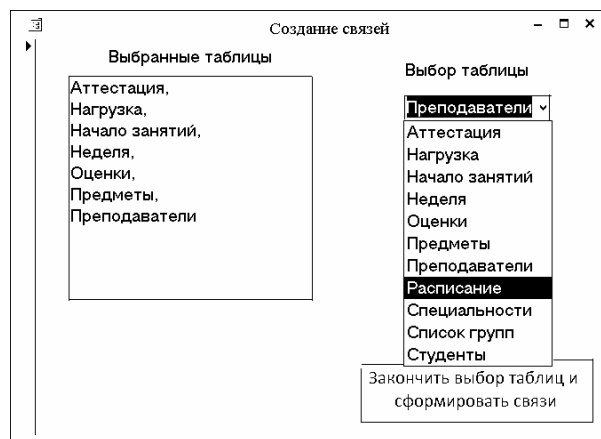 Создание связей
Выбранные таблицы
Аттестация,
Нагрузка,
Начало занятий,
Неделя,
Оценки,
Предметы,
Преподаватели
Выбор таблицы
Преподаватели
Аттестация
Нагрузка
Начало занятий
Неделя
Оценки
Предметы
Преподаватели
Расписание
Специальности
Список групп
Студенты
Закончить выбор таблиц и
сформировать связи